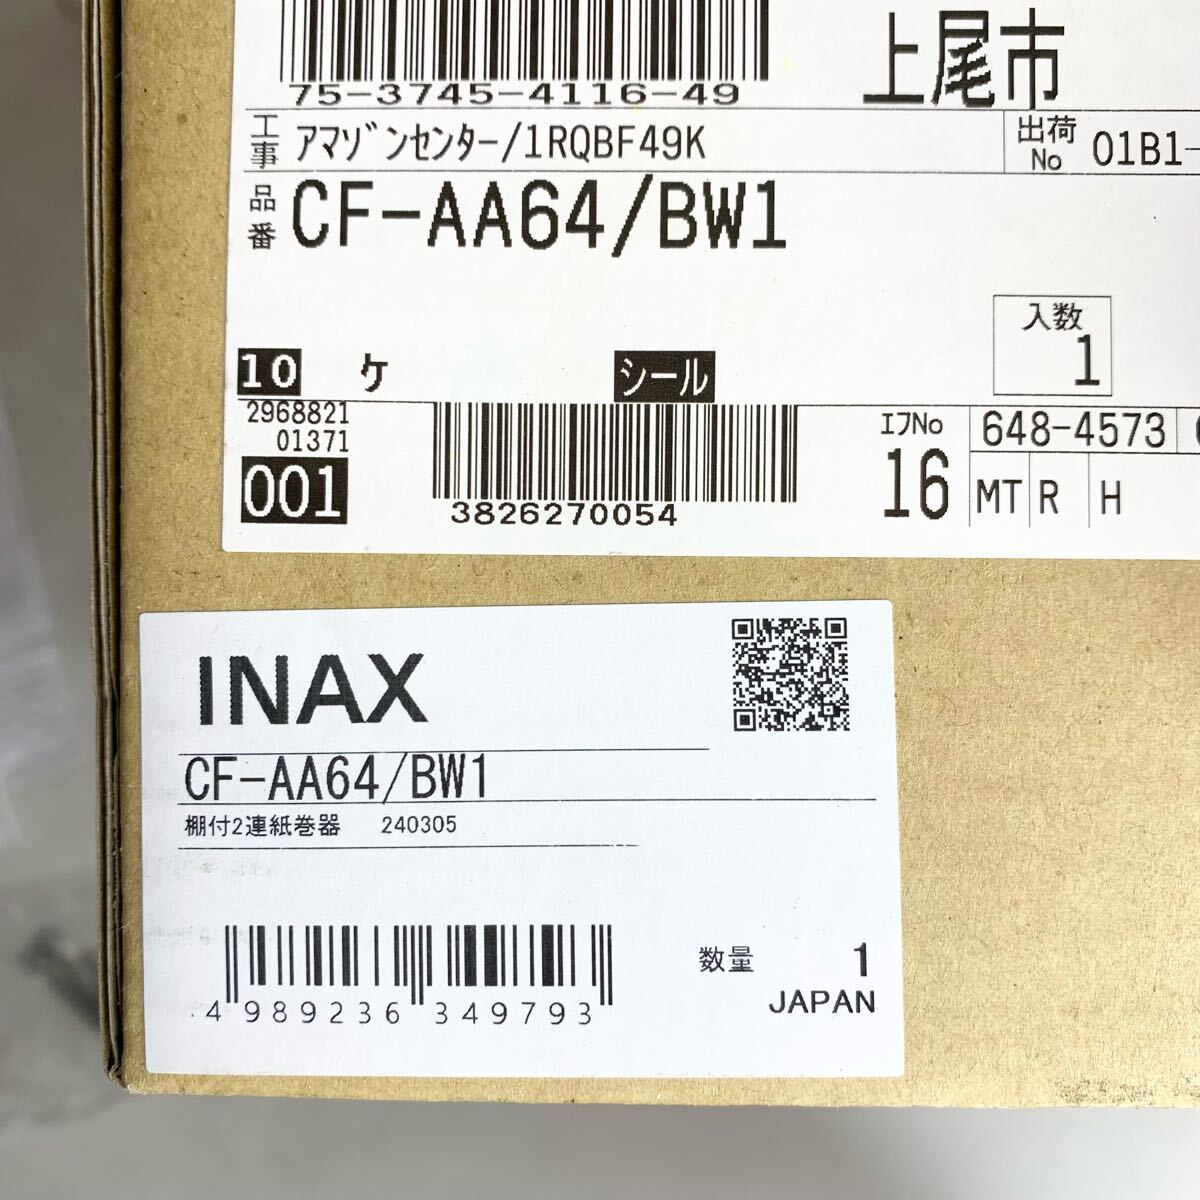 上尾市
75-3745-4116-49
工事 アマゾンセンター/1RQBF49K 出荷No 01B1-
品番 CF-AA64/BW1
入数
1
10 ケ シール
2968821
01371
001
3826270054
エフNo 648-4573
16 MT R H
INAX
CF-AA64/BW1
棚付2連紙巻器 240305
4 989236 349793
数量 1
JAPAN